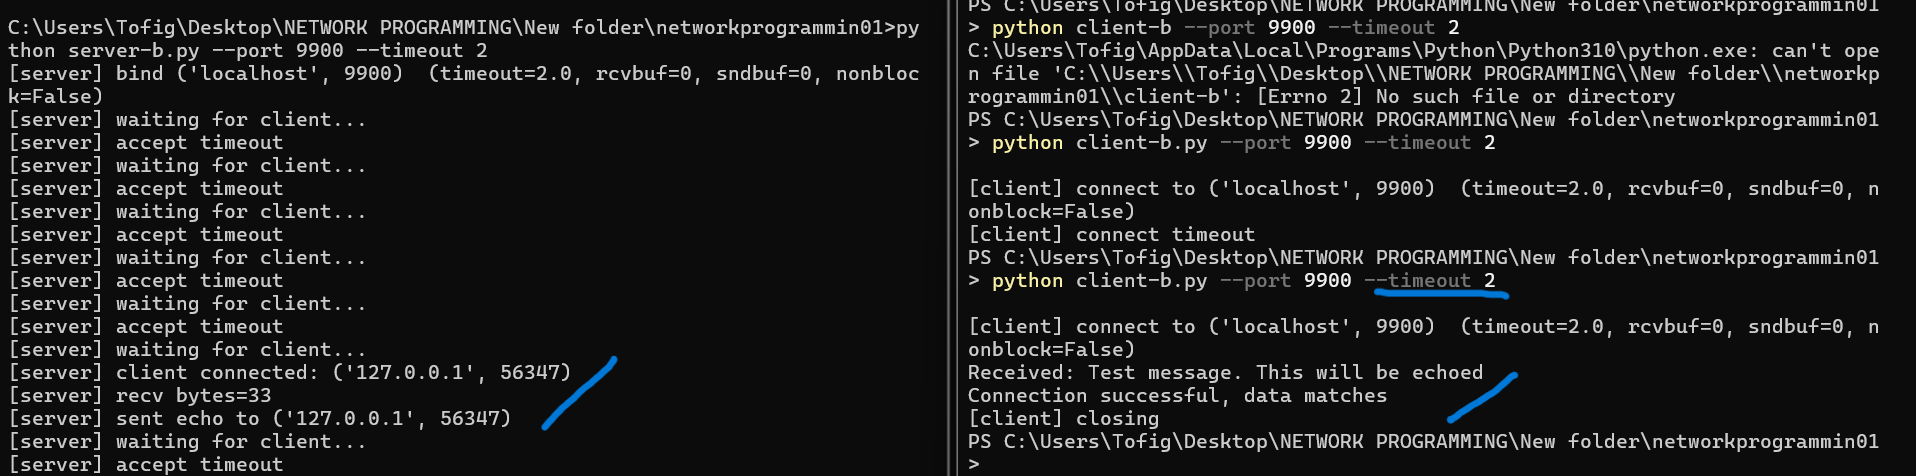 C:\Users\Tofig\Desktop\NETWORK PROGRAMMING\New folder\networkprogrammin01>py
thon server-b.py --port 9900 --timeout 2
[server] bind ('localhost', 9900)  (timeout=2.0, rcvbuf=0, sndbuf=0, nonbloc
k=False)
[server] waiting for client...
[server] accept timeout
[server] waiting for client...
[server] accept timeout
[server] waiting for client...
[server] accept timeout
[server] waiting for client...
[server] accept timeout
[server] waiting for client...
[server] accept timeout
[server] waiting for client...
[server] client connected: ('127.0.0.1', 56347)
[server] recv bytes=33
[server] sent echo to ('127.0.0.1', 56347)
[server] waiting for client...
[server] accept timeout
PS C:\Users\Tofig\Desktop\NETWORK PROGRAMMING\New folder\networkprogrammin01
> python client-b --port 9900 --timeout 2
C:\Users\Tofig\AppData\Local\Programs\Python\Python310\python.exe: can't ope
n file 'C:\\Users\\Tofig\\Desktop\\NETWORK PROGRAMMING\\New folder\\networkp
rogrammin01\\client-b': [Errno 2] No such file or directory
PS C:\Users\Tofig\Desktop\NETWORK PROGRAMMING\New folder\networkprogrammin01
> python client-b.py --port 9900 --timeout 2
[client] connect to ('localhost', 9900)  (timeout=2.0, rcvbuf=0, sndbuf=0, n
onblock=False)
[client] connect timeout
PS C:\Users\Tofig\Desktop\NETWORK PROGRAMMING\New folder\networkprogrammin01
> python client-b.py --port 9900 --timeout 2
[client] connect to ('localhost', 9900)  (timeout=2.0, rcvbuf=0, sndbuf=0, n
onblock=False)
Received: Test message. This will be echoed
Connection successful, data matches
[client] closing
PS C:\Users\Tofig\Desktop\NETWORK PROGRAMMING\New folder\networkprogrammin01
>